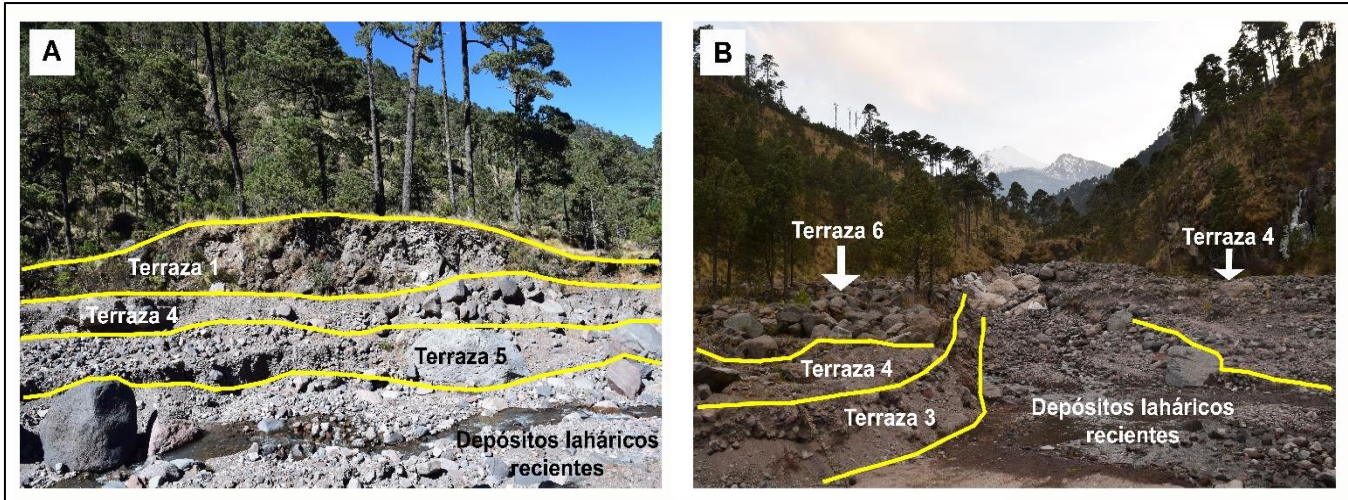 A
Terraza 1
Terraza 4
Terraza 5
Depósitos laháricos
recientes
B
Terraza 6
Terraza 4
Terraza 4
Terraza 3
Depósitos laháricos
recientes